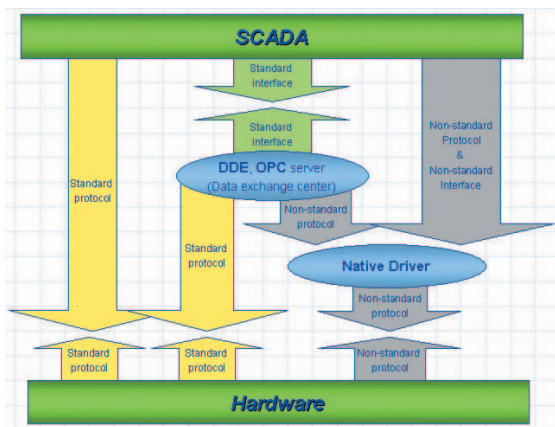 SCADA
Standard
interface
Standard
interface
Non-standard
Protocol
&
Non-standard
Interface
DDE, OPC server
(Data exchange center)
Standard
protocol
Non-standard
protocol
Standard
protocol
Native Driver
Non-standard
protocol
Standard
protocol
Standard
protocol
Non-standard
protocol
Hardware